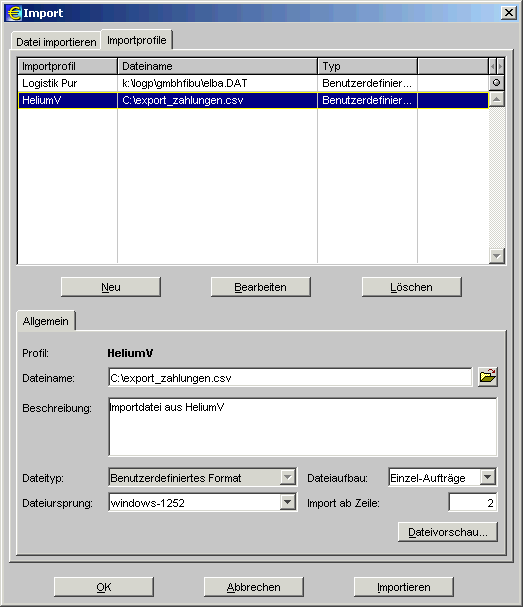 Import
Datei importieren Importprofile
Importprofil Dateiname Typ
Logistik Pur k:\logp\gmbhfibu\elba.DAT Benutzerdefinier...
HeliumV C:\export_zahlungen.csv Benutzerdefinier...
Neu Bearbeiten Löschen
Allgemein
Profil: HeliumV
Dateiname: C:\export_zahlungen.csv
Beschreibung: Importdatei aus HeliumV
Dateityp: Benutzerdefiniertes Format Dateiaufbau: Einzel-Aufträge
Dateiursprung: windows-1252 Import ab Zeile: 2
Dateivorschau...
OK Abbrechen Importieren